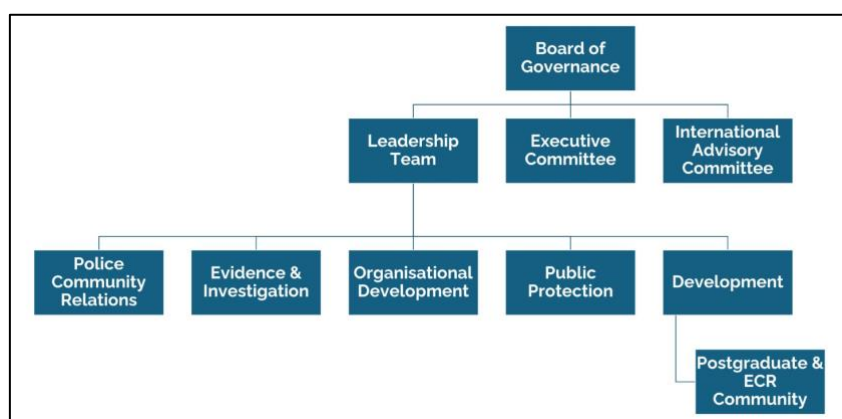 Board of
Governance
Leadership
Team
Executive
Committee
International
Advisory
Committee
Police
Community
Relations
Evidence &
Investigation
Organisational
Development
Public
Protection
Development
Postgraduate &
ECR
Community